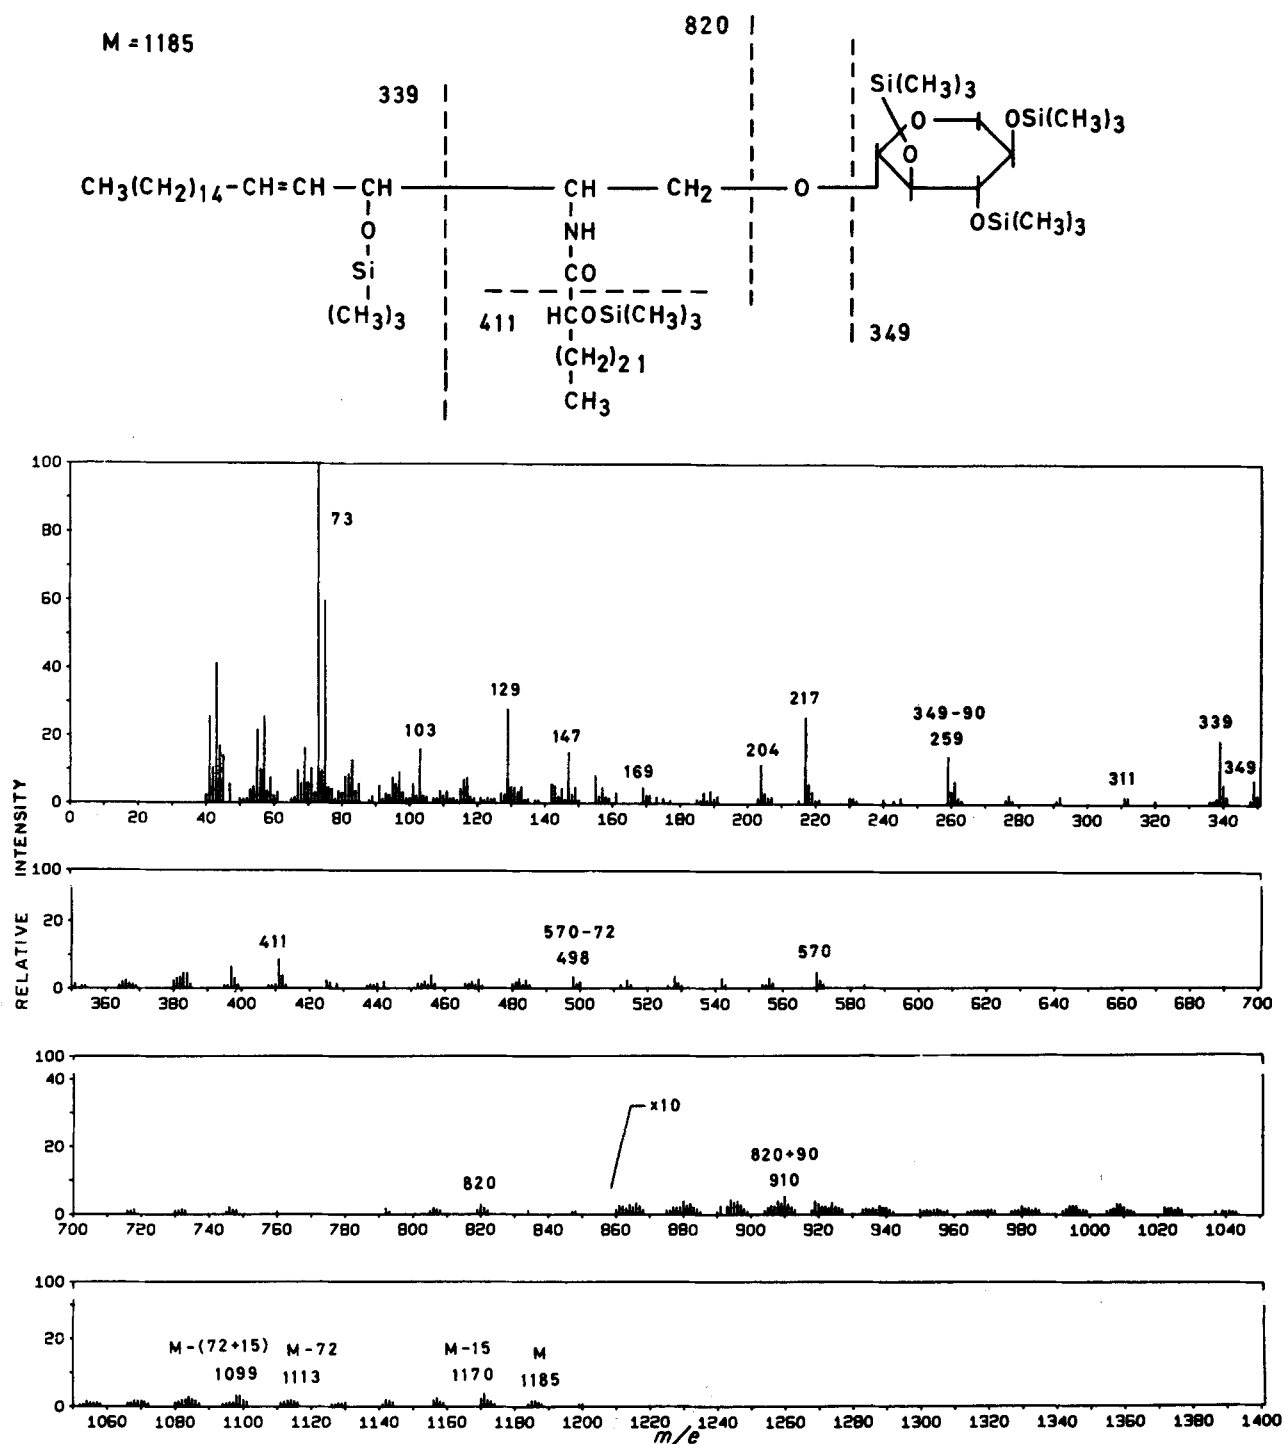 M = 1185
820
339
Si(CH3)3
O
OSi(CH3)3
O
CH3(CH2)14-CH=CH-CH
CH
CH2
O
O
Si
(CH3)3
NH
CO
OSi(CH3)3
411
HCOSi(CH3)3
(CH2)21
CH3
349
RELATIVE INTENSITY
100
80
60
40
20
0
73
103
129
147
169
204
217
349-90
259
311
339
349
0 20 40 60 80 100 120 140 160 180 200 220 240 260 280 300 320 340
100
20
0
411
570-72
498
570
360 380 400 420 440 460 480 500 520 540 560 580 600 620 640 660 680 700
100
40
20
0
x10
820
820+90
910
700 720 740 760 780 800 820 840 860 880 900 920 940 960 980 1000 1020 1040
100
20
0
M-(72+15)
1099
M-72
1113
M-15
1170
M
1185
1060 1080 1100 1120 1140 1160 1180 1200 1220 1240 1260 1280 1300 1320 1340 1360 1380 1400
m/e